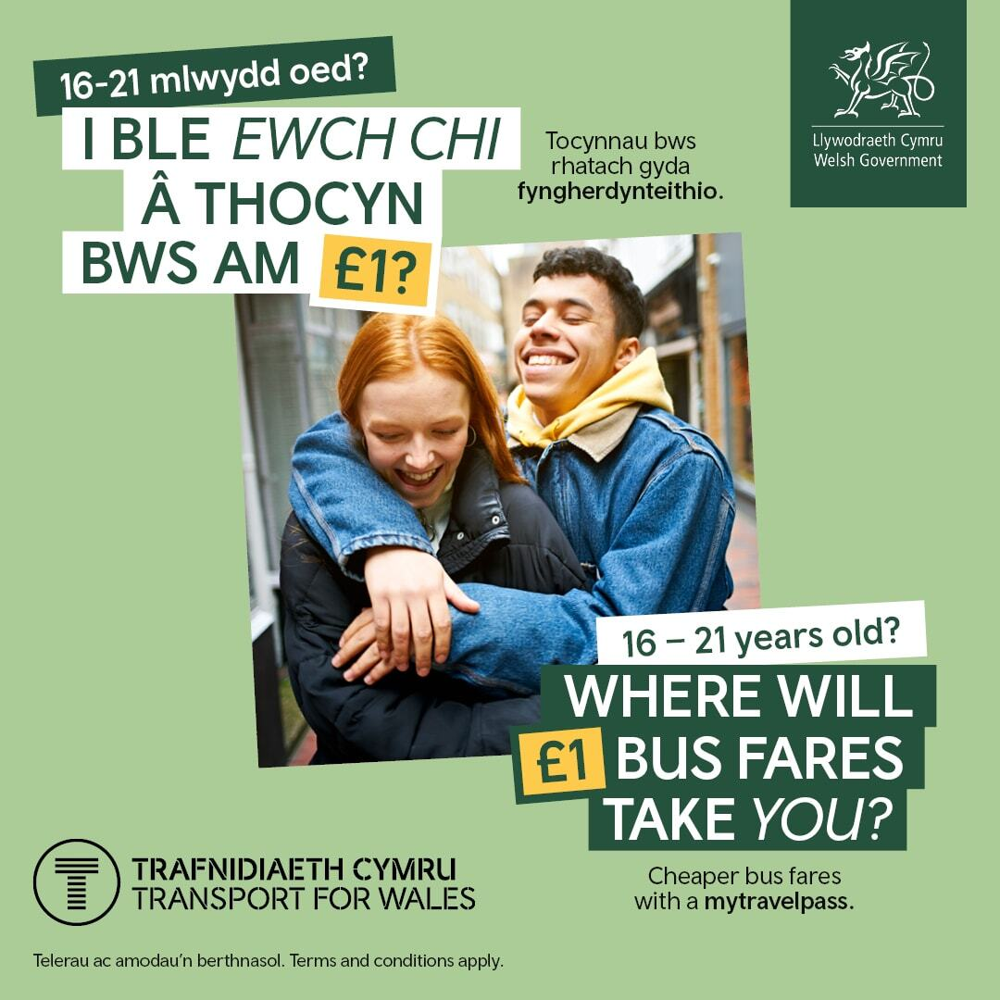 16-21 mlwydd oed?
I BLE EWCH CHI
Â THOCYN
BWS AM £1?
Tocynnau bws
rhatach gyda
fyngherdynteithio.
Llywodraeth Cymru
Welsh Government
16 – 21 years old?
WHERE WILL
£1 BUS FARES
TAKE YOU?
Cheaper bus fares
with a mytravelpass.
TRAFNIDIAETH CYMRU
TRANSPORT FOR WALES
Telerau ac amodau'n berthnasol. Terms and conditions apply.